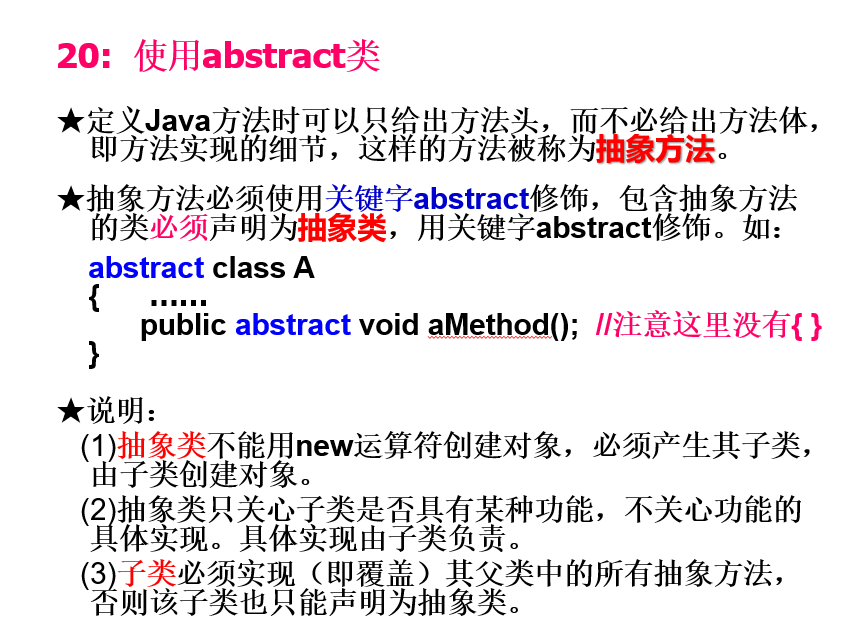 20: 使用abstract类
★定义Java方法时可以只给出方法头，而不必给出方法体，
即方法实现的细节，这样的方法被称为抽象方法。
★抽象方法必须使用关键字abstract修饰，包含抽象方法
的类必须声明为抽象类，用关键字abstract修饰。如：
abstract class A
{ ……
public abstract void aMethod(); //注意这里没有{ }
}
★说明：
(1)抽象类不能用new运算符创建对象，必须产生其子类，
由子类创建对象。
(2)抽象类只关心子类是否具有某种功能，不关心功能的
具体实现。具体实现由子类负责。
(3)子类必须实现（即覆盖）其父类中的所有抽象方法，
否则该子类也只能声明为抽象类。